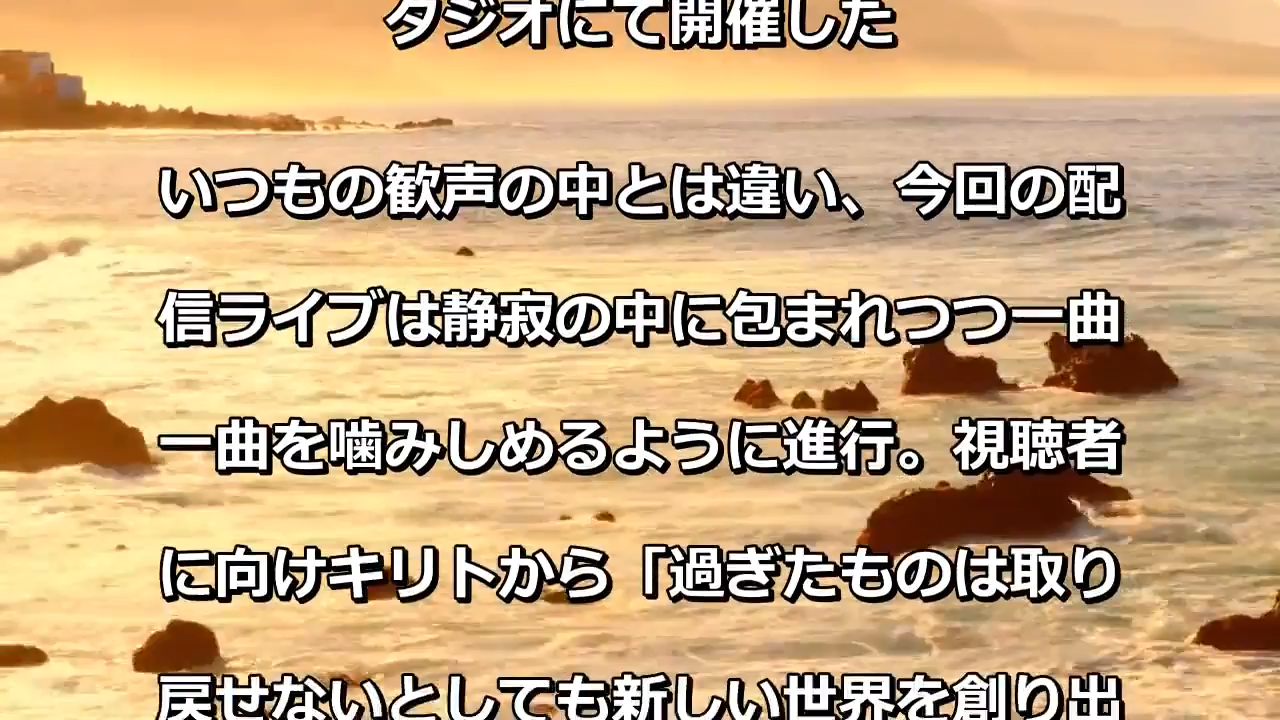 タジオにて開催した
いつもの歓声の中とは違い、今回の配
信ライブは静寂の中に包まれつつ一曲
一曲を噛みしめるように進行。視聴者
に向けキリトから「過ぎたものは取り
戻せないとしても新しい世界を創り出